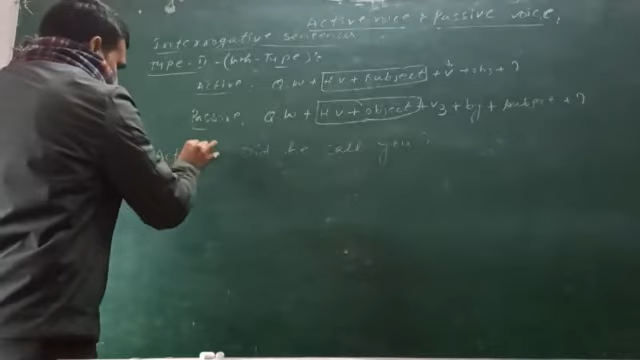 Active voice & passive voice.
Interrogative sentences
Type-II - (Wh-Type)'s
Active. Q.W + H.V + subject + V + obj + ?
Passive. Q.W + H.V + object + V3 + by + subject + ?
did he call you ?